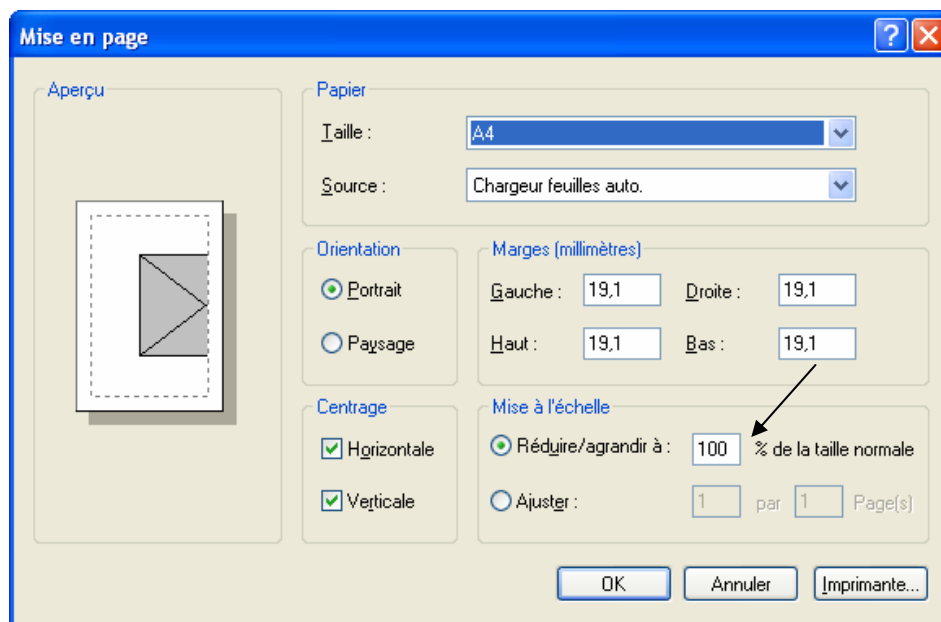 Mise en page
Aperçu
Papier
Taille :
A4
Source :
Chargeur feuilles auto.
Orientation
Portrait
Paysage
Marges (millimètres)
Gauche : 19,1 Droite : 19,1
Haut : 19,1 Bas : 19,1
Centrage
Horizontale
Verticale
Mise à l'échelle
Réduire/agrandir à : 100 % de la taille normale
Ajuster : 1 par 1 Page(s)
OK Annuler Imprimante...